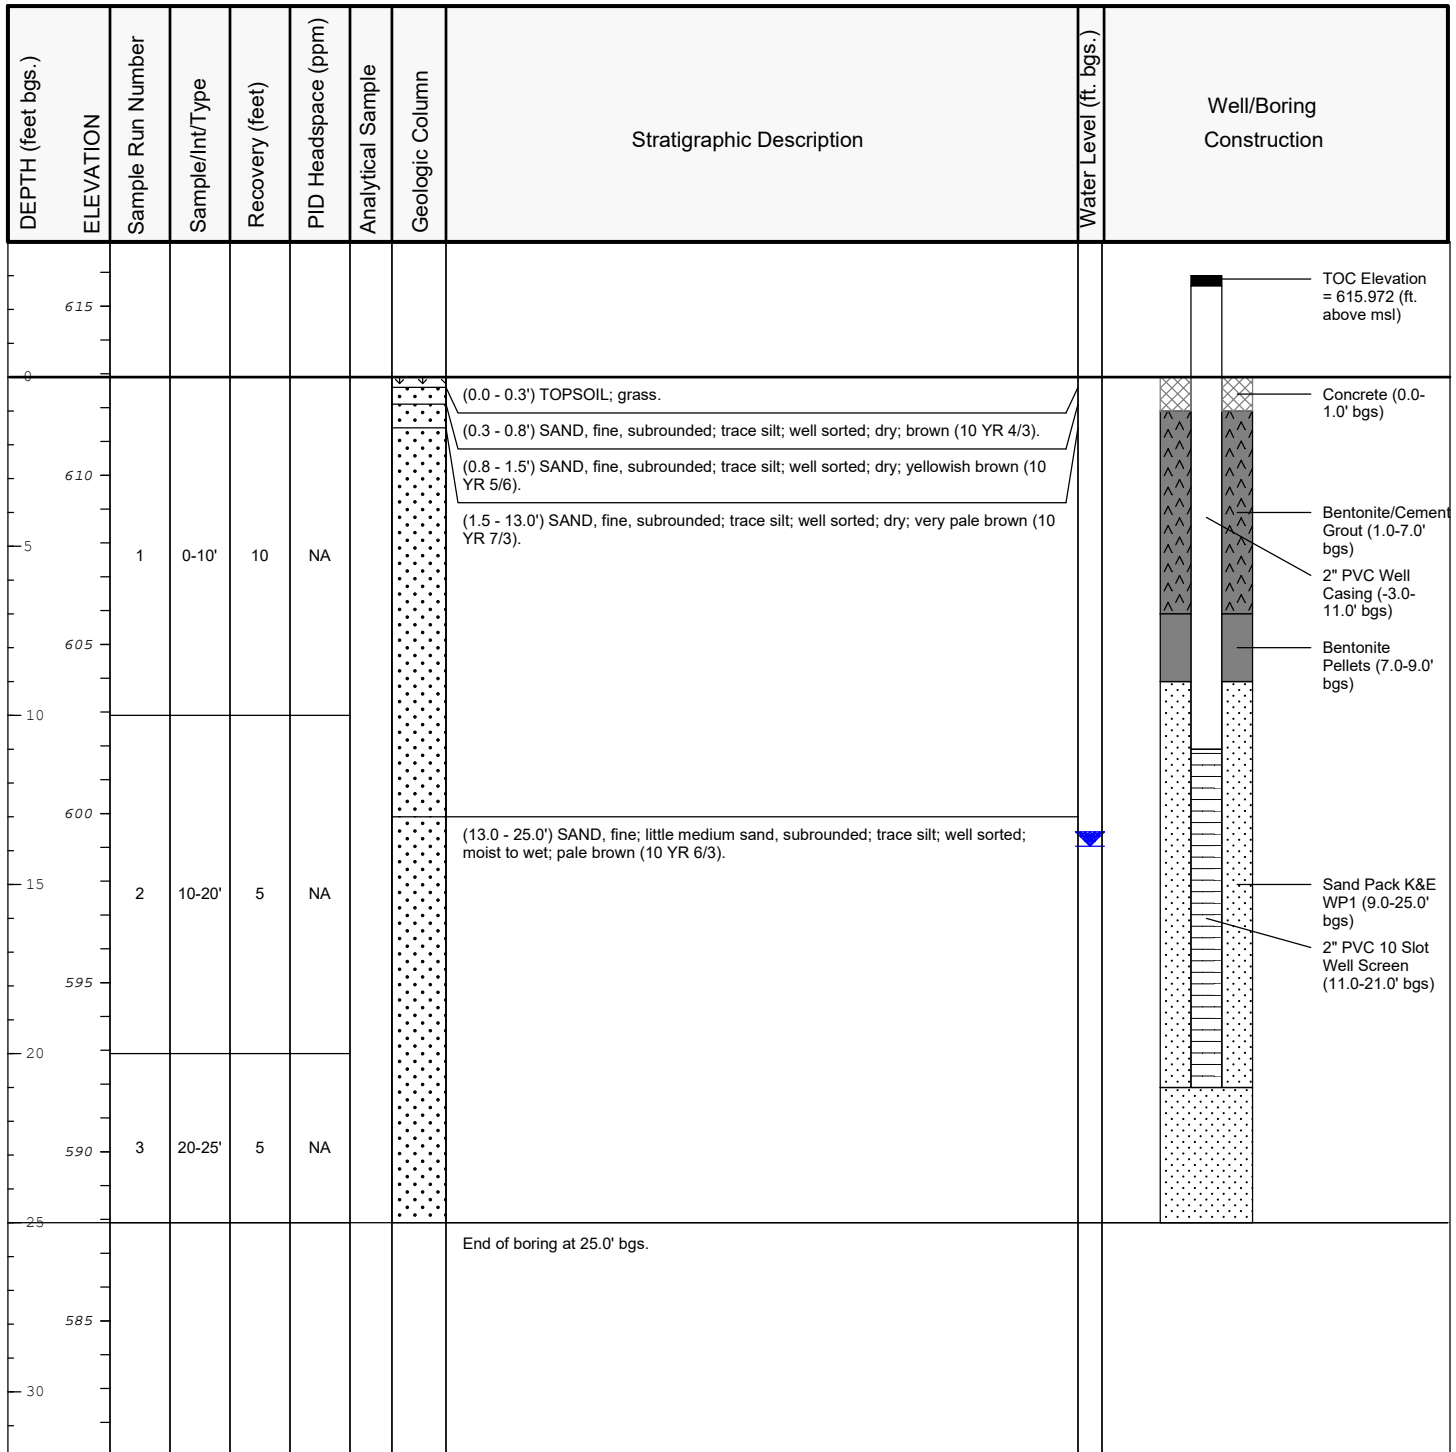 DEPTH (feet bgs.)
ELEVATION
Sample Run Number
Sample/Int/Type
Recovery (feet)
PID Headspace (ppm)
Analytical Sample
Geologic Column
Stratigraphic Description
Water Level (ft. bgs.)
Well/Boring
Construction
TOC Elevation
= 615.972 (ft.
above msl)
615
0
(0.0 - 0.3') TOPSOIL; grass.
(0.3 - 0.8') SAND, fine, subrounded; trace silt; well sorted; dry; brown (10 YR 4/3).
(0.8 - 1.5') SAND, fine, subrounded; trace silt; well sorted; dry; yellowish brown (10
YR 5/6).
(1.5 - 13.0') SAND, fine, subrounded; trace silt; well sorted; dry; very pale brown (10
YR 7/3).
Concrete (0.0-
1.0' bgs)
610
Bentonite/Cement
Grout (1.0-7.0'
bgs)
5
1
0-10'
10
NA
2" PVC Well
Casing (-3.0-
11.0' bgs)
605
Bentonite
Pellets (7.0-9.0'
bgs)
10
600
(13.0 - 25.0') SAND, fine; little medium sand, subrounded; trace silt; well sorted;
moist to wet; pale brown (10 YR 6/3).
15
2
10-20'
5
NA
Sand Pack K&E
WP1 (9.0-25.0'
bgs)
2" PVC 10 Slot
Well Screen
(11.0-21.0' bgs)
595
20
590
3
20-25'
5
NA
25
End of boring at 25.0' bgs.
585
30